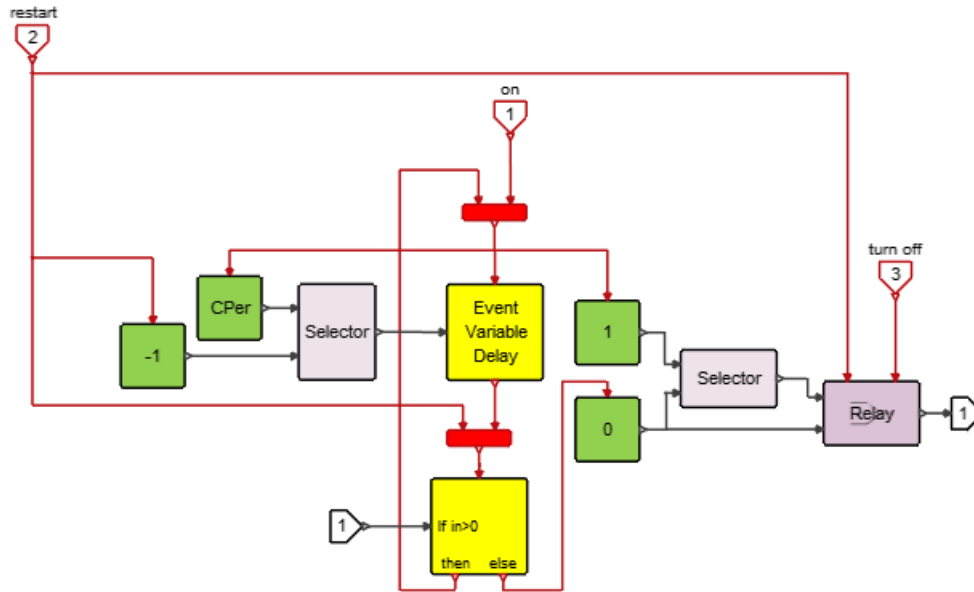 restart
2
on
1
turn off
3
CPer
Selector
Event
Variable
Delay
1
-1
Selector
0
Relay
1
1
If in>0
then else